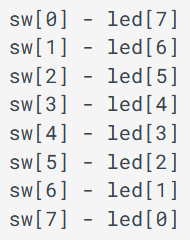 sw[0] - led[7]
sw[1] - led[6]
sw[2] - led[5]
sw[3] - led[4]
sw[4] - led[3]
sw[5] - led[2]
sw[6] - led[1]
sw[7] - led[0]